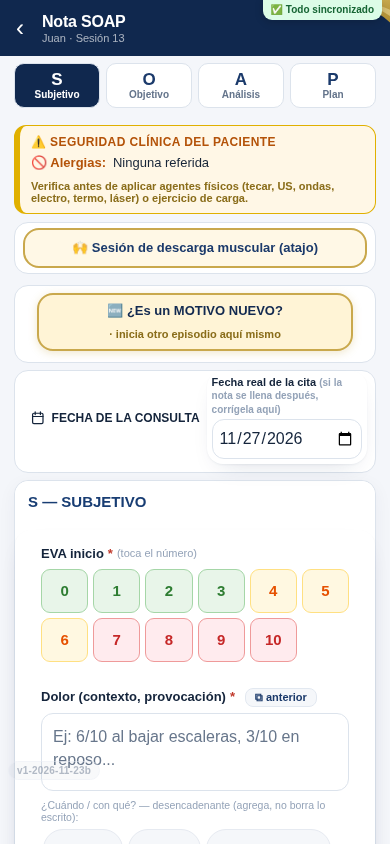 ✅ Todo sincronizado
‹ Nota SOAP
Juan · Sesión 13
S
Subjetivo
O
Objetivo
A
Análisis
P
Plan
⚠️ SEGURIDAD CLÍNICA DEL PACIENTE
🚫 Alergias: Ninguna referida
Verifica antes de aplicar agentes físicos (tecar, US, ondas,
electro, termo, láser) o ejercicio de carga.
🙌 Sesión de descarga muscular (atajo)
🆕 ¿Es un MOTIVO NUEVO?
· inicia otro episodio aquí mismo
FECHA DE LA CONSULTA
Fecha real de la cita (si la
nota se llena después,
corrígela aquí)
11/27/2026
S — SUBJETIVO
EVA inicio * (toca el número)
0 1 2 3 4 5
6 7 8 9 10
Dolor (contexto, provocación) * ⧉ anterior
Ej: 6/10 al bajar escaleras, 3/10 en
reposo...
v1-2026-11-23b
¿Cuándo / con qué? — desencadenante (agrega, no borra lo
escrito):